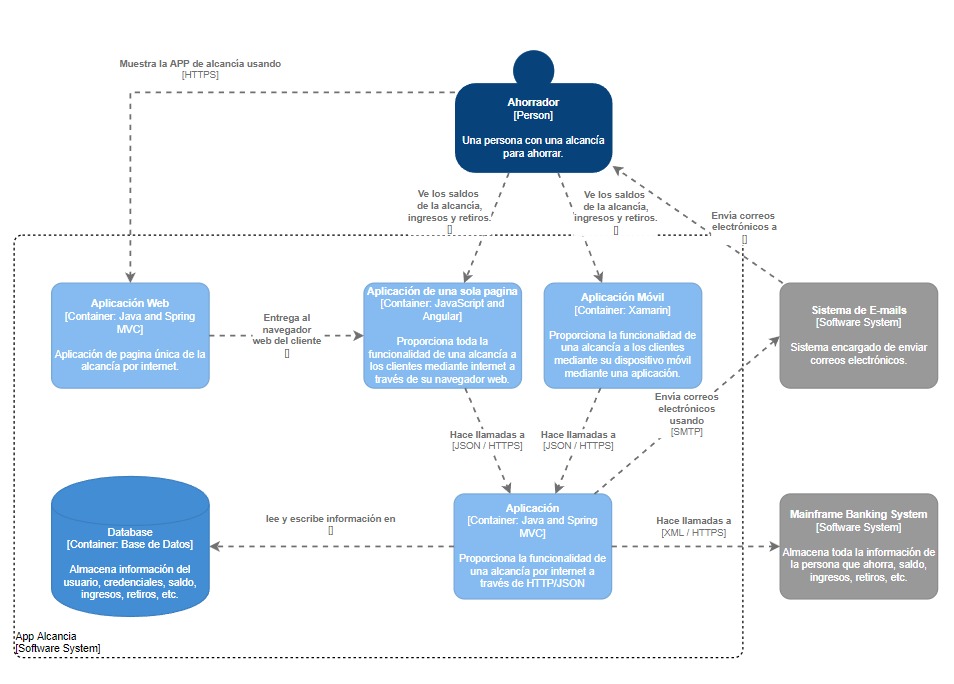 Muestra la APP de alcancía usando
[HTTPS]
Ahorrador
[Person]
Una persona con una alcancía
para ahorrar.
Ve los saldos
de la alcancía,
ingresos y retiros.
[]
Ve los saldos
de la alcancía,
ingresos y retiros.
[]
Envía correos
electrónicos a
[]
Aplicación Web
[Container: Java and Spring
MVC]
Aplicación de pagina única de la
alcancía por internet.
Entrega al
navegador
web del cliente
[]
Aplicación de una sola pagina
[Container: JavaScript and
Angular]
Proporciona toda la
funcionalidad de una alcancía a
los clientes mediante internet a
través de su navegador web.
Aplicación Móvil
[Container: Xamarin]
Proporciona la funcionalidad de
una alcancía a los clientes
mediante su dispositivo móvil
mediante una aplicación.
Sistema de E-mails
[Software System]
Sistema encargado de enviar
correos electrónicos.
Envía correos
electrónicos
usando
[SMTP]
Hace llamadas a
[JSON / HTTPS]
Hace llamadas a
[JSON / HTTPS]
Database
[Container: Base de Datos]
Almacena información del
usuario, credenciales, saldo,
ingresos, retiros, etc.
lee y escribe información en
[]
Aplicación
[Container: Java and Spring
MVC]
Proporciona la funcionalidad de
una alcancía por internet a
través de HTTP/JSON
Hace llamadas a
[XML / HTTPS]
Mainframe Banking System
[Software System]
Almacena toda la información de
la persona que ahorra, saldo,
ingresos, retiros, etc.
App Alcancia
[Software System]